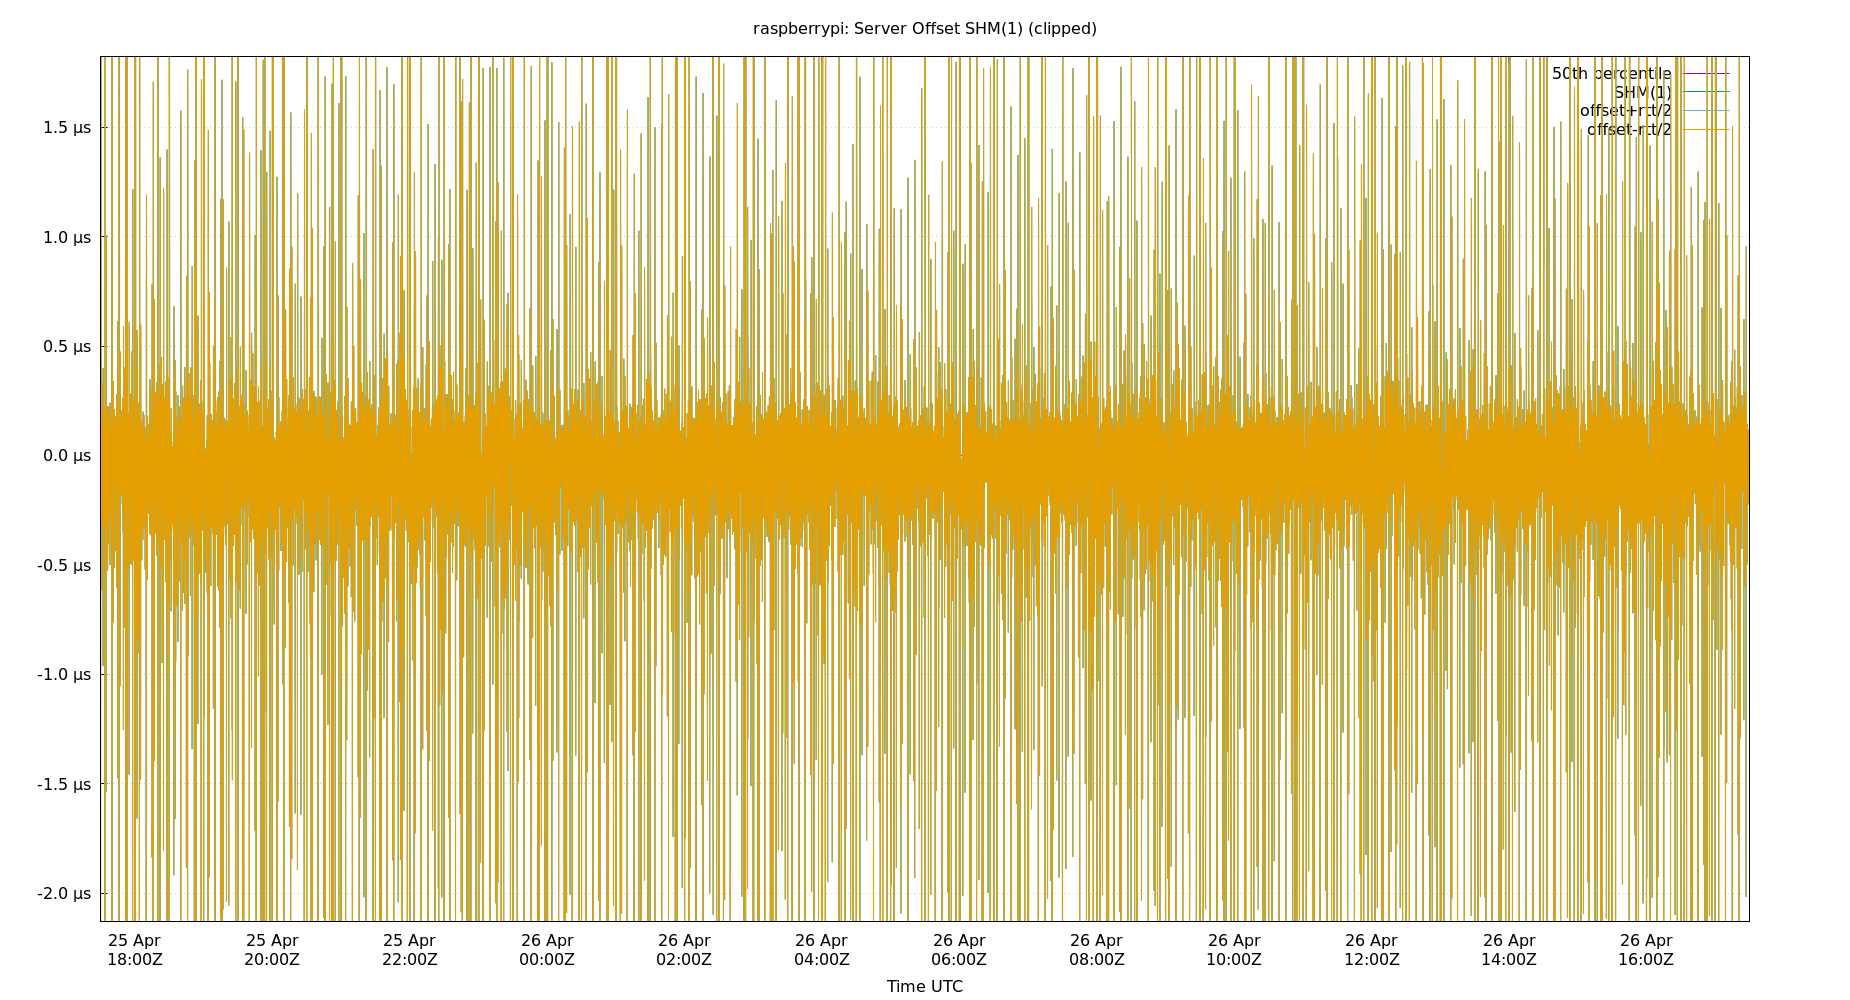 raspberrypi: Server Offset SHM(1) (clipped)
50th percentile
SHM(1)
offset+rtt/2
offset-rtt/2
1.5 µs
1.0 µs
0.5 µs
0.0 µs
-0.5 µs
-1.0 µs
-1.5 µs
-2.0 µs
25 Apr 25 Apr 25 Apr 26 Apr 26 Apr 26 Apr 26 Apr 26 Apr 26 Apr 26 Apr 26 Apr 26 Apr
18:00Z 20:00Z 22:00Z 00:00Z 02:00Z 04:00Z 06:00Z 08:00Z 10:00Z 12:00Z 14:00Z 16:00Z
Time UTC